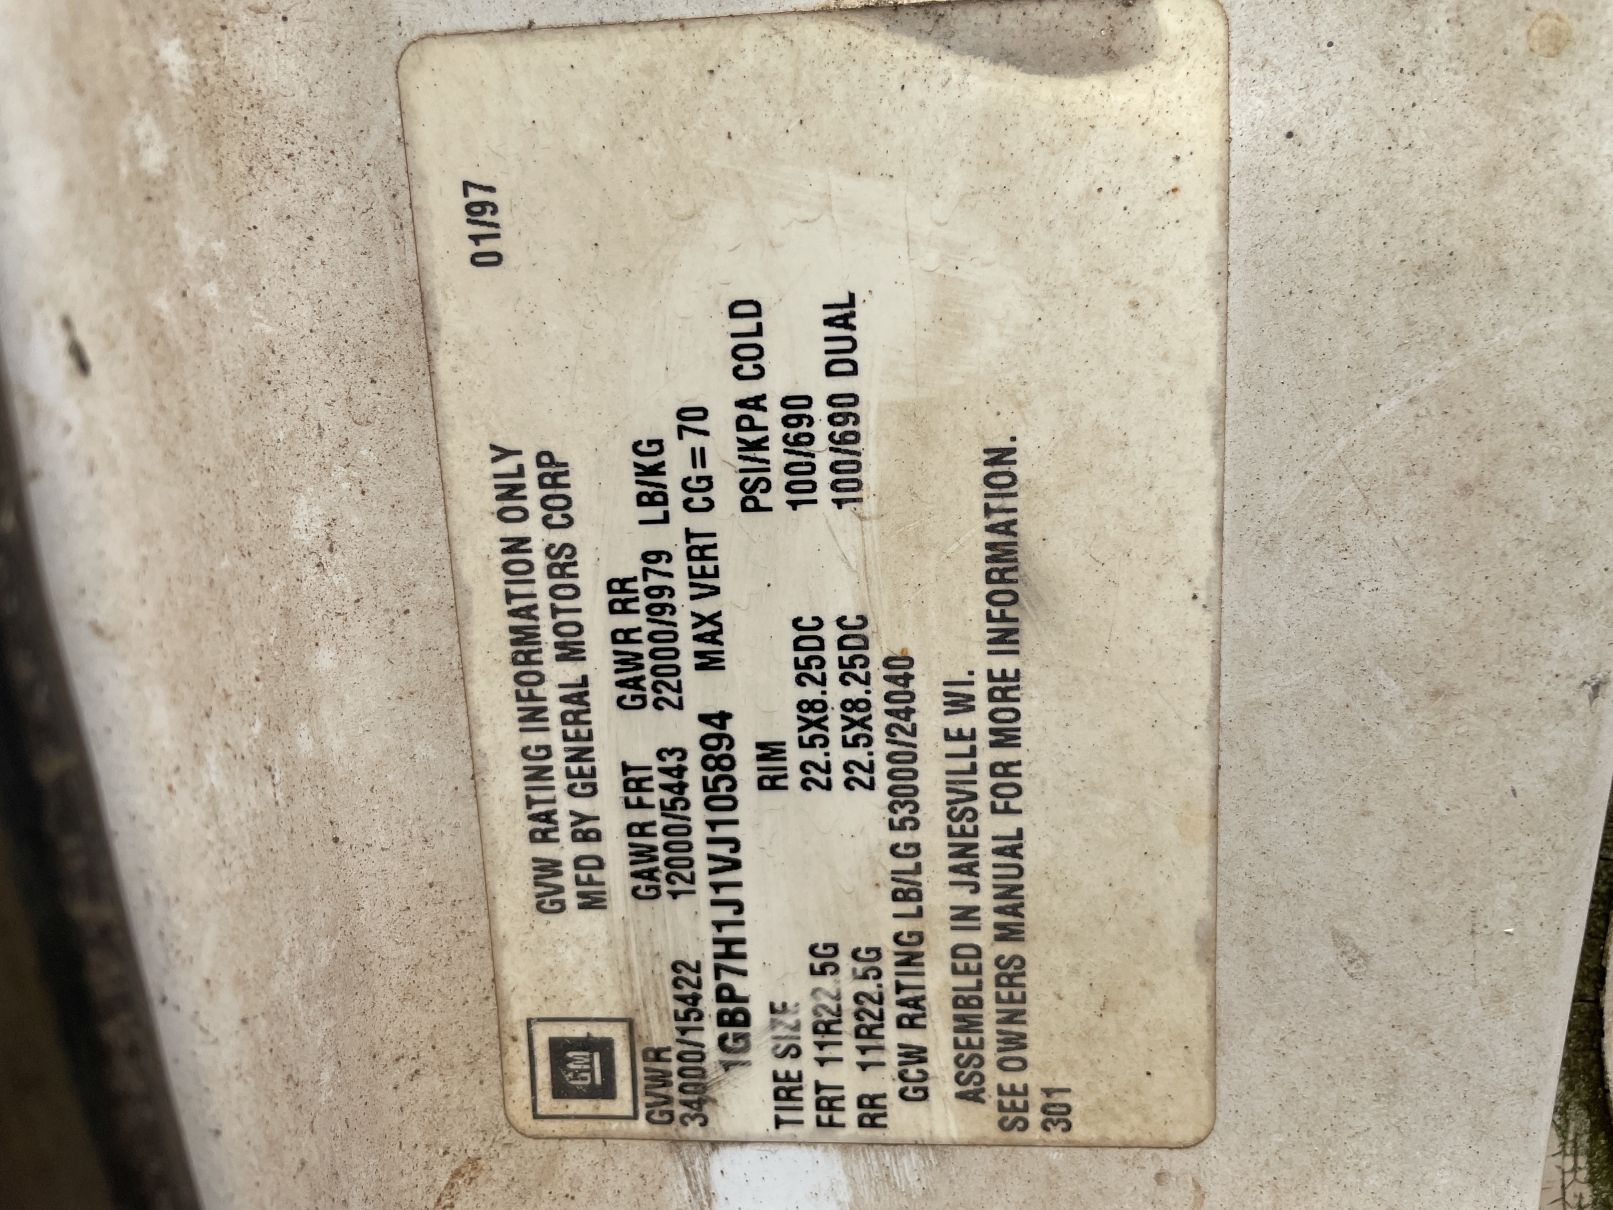 GM
GVW RATING INFORMATION ONLY 01/97
MFD BY GENERAL MOTORS CORP
GVWR GAWR FRT GAWR RR
34000/15422 12000/5443 22000/9979 LB/KG
1GBP7H1J1VJ105894 MAX VERT CG=70
TIRE SIZE RIM PSI/KPA COLD
FRT 11R22.5G 22.5X8.25DC 100/690
RR 11R22.5G 22.5X8.25DC 100/690 DUAL
GCW RATING LB/LG 53000/24040
ASSEMBLED IN JANESVILLE WI.
SEE OWNERS MANUAL FOR MORE INFORMATION.
301